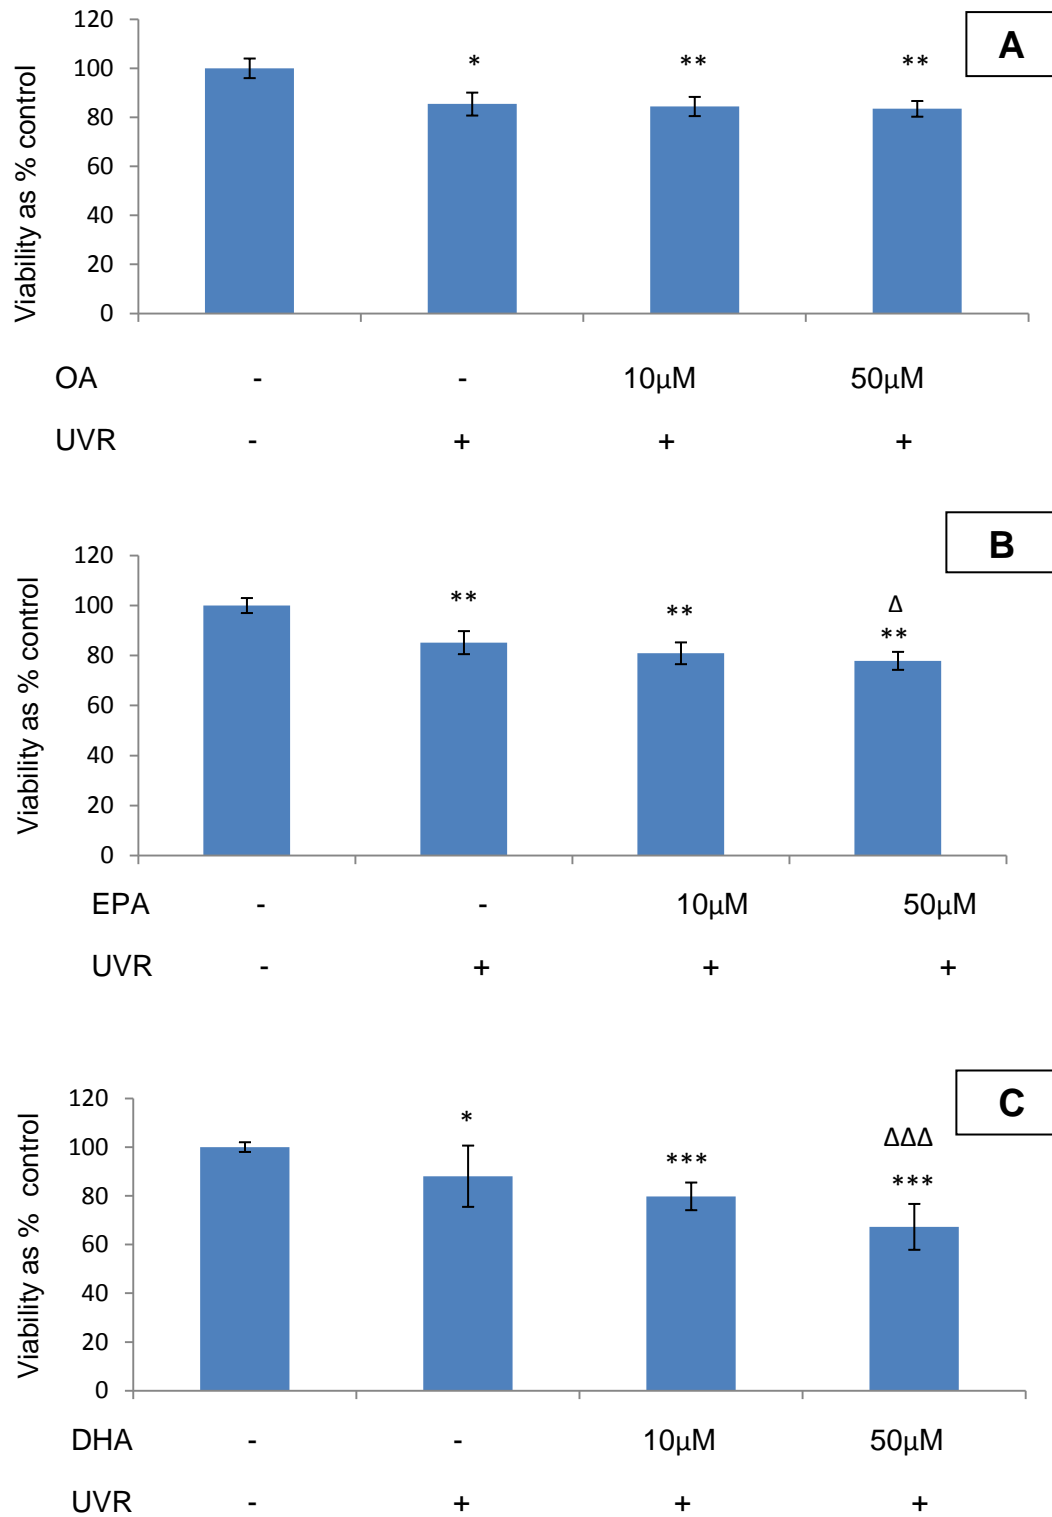 A
120
* ** **
100
80
60
40
20
0
Viability as % control
OA - - 10µM 50µM
UVR - + + +
B
120
100
** ** Δ
**
80
60
40
20
0
Viability as % control
EPA - - 10µM 50µM
UVR - + + +
C
120
* *** ΔΔΔ
***
100
80
60
40
20
0
Viability as % control
DHA - - 10µM 50µM
UVR - + + +